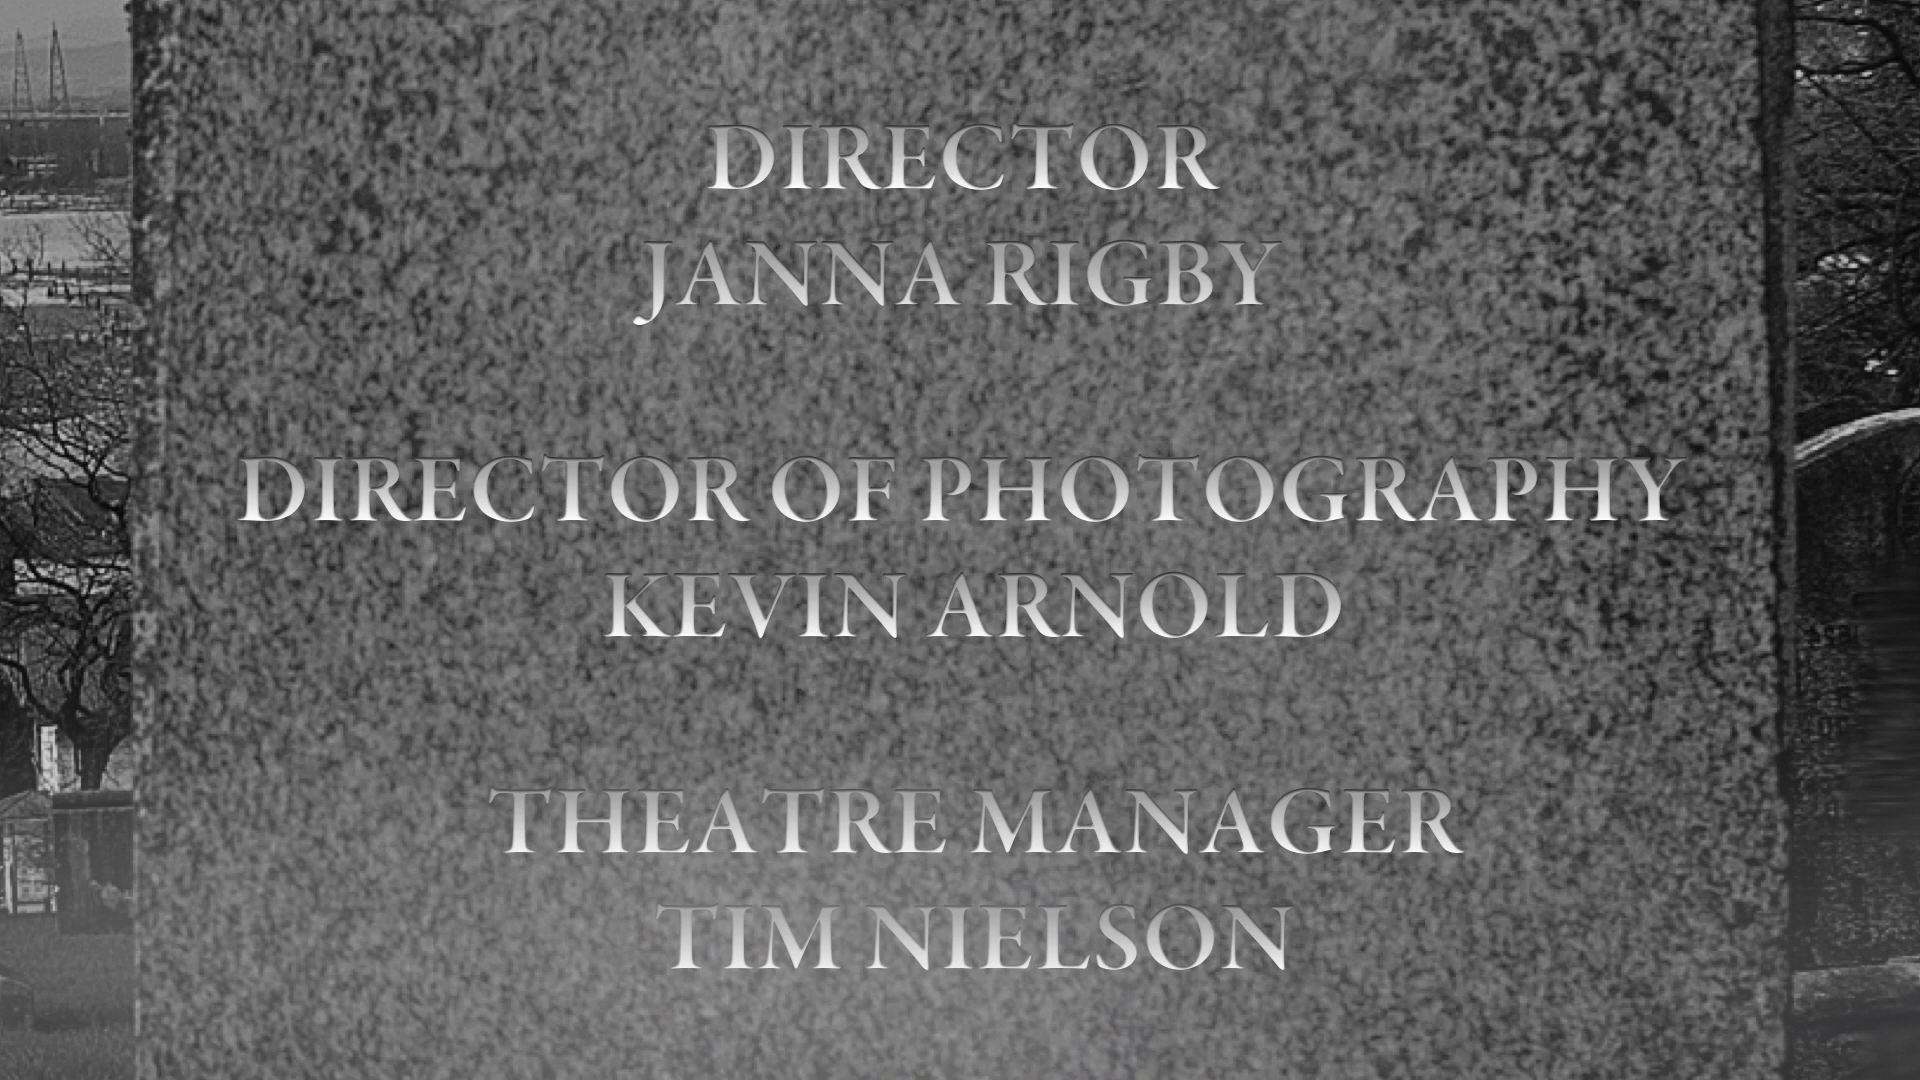 DIRECTOR
JANNA RIGBY
DIRECTOR OF PHOTOGRAPHY
KEVIN ARNOLD
THEATRE MANAGER
TIM NIELSON